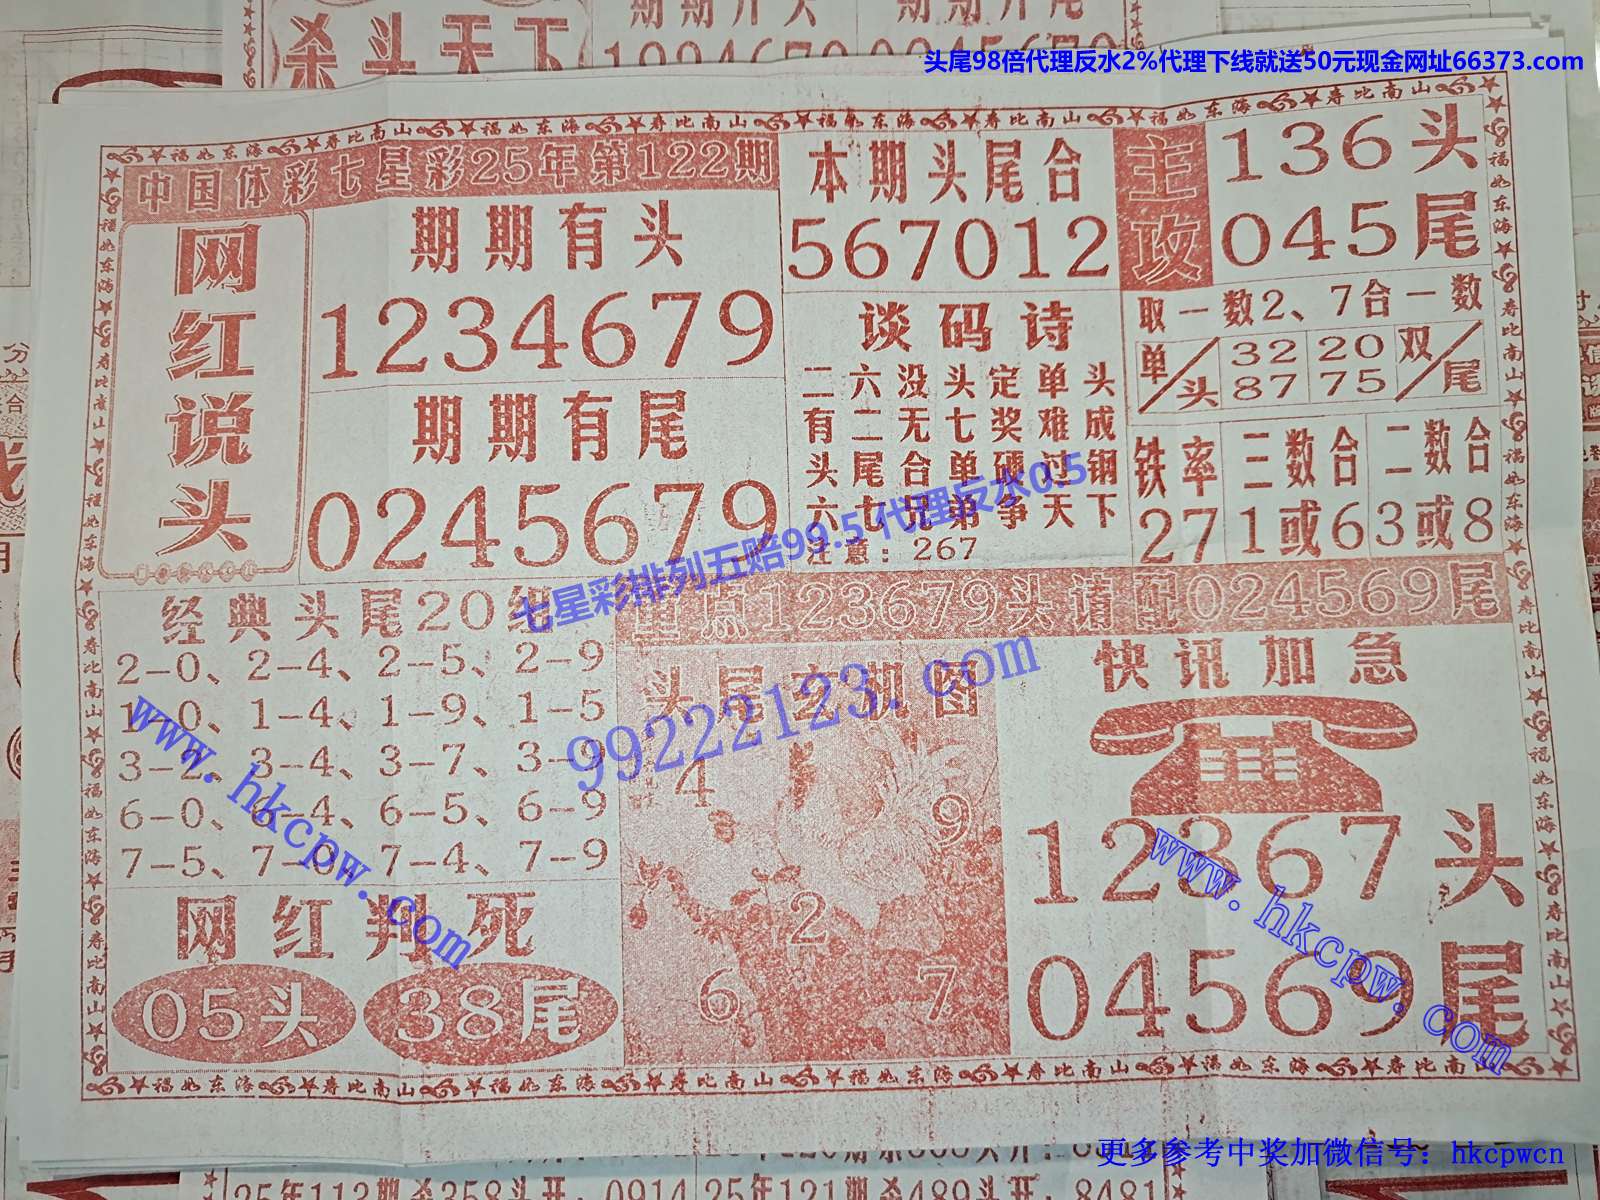 杀头天下
头尾98倍代理反水2%代理下线就送50元现金网址66373.com
中国体彩七星彩25年第122期
网红说头
期期有头
1234679
期期有尾
0245679
本期头尾合
567012
主攻
136头
045尾
取一数2、7合一数
单/头
32 20
87 75
双/尾
谈码诗
二六没头定单头
有二无七奖难成
头尾合单硬过钢
六七兄弟争天下
注意：267
铁率
27
三数合
1或6
二数合
3或8
七星彩排列五赔99.5 代理反水0.5
99222123.com
经典头尾20组
2-0、2-4、2-5、2-9
1-0、1-4、1-9、1-5
3-2、3-4、3-7、3-9
6-0、6-4、6-5、6-9
7-5、7-0、7-4、7-9
www.hkcpw.com
网红判死
05头
38尾
重点123679头请配024569尾
头尾玄机图
4
9
2
6
7
快讯加急
12367头
04569尾
www.hkcpw.com
更多参考中奖加微信号：hkcpwcn